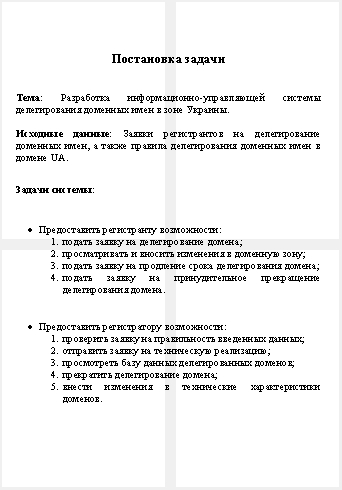 Постановка задачи
Тема: Разработка информационно-управляющей системы
делегирования доменных имен в зоне Украины.
Исходные данные: Заявки регистрантов на делегирование
доменных имен, а также правила делегирования доменных имен в
домене UA.
Задачи системы:
• Предоставить регистранту возможности:
1. подать заявку на делегирование домена;
2. просматривать и вносить изменения в доменную зону;
3. подать заявку на продление срока делегирования домена;
4. подать заявку на принудительное прекращение
делегирования домена.
• Предоставить регистратору возможности:
1. проверить заявку на правильность введенных данных;
2. отправить заявку на техническую реализацию;
3. просмотреть базу данных делегированных доменов;
4. прекратить делегирование домена;
5. внести изменения в технические характеристики
доменов.